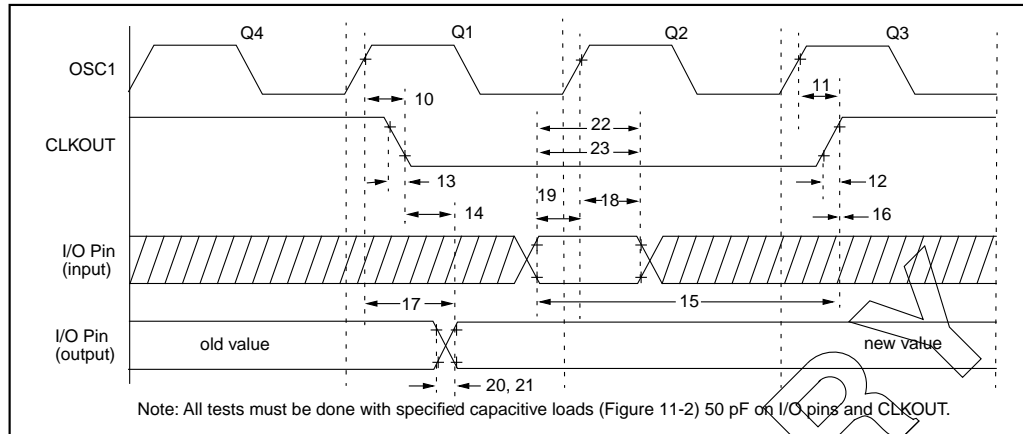 Q4 Q1 Q2 Q3
OSC1
11
10
22
CLKOUT
23
13
19
18
12
14
16
I/O Pin
(input)
17
15
I/O Pin
(output)
old value
new value
20, 21
Note: All tests must be done with specified capacitive loads (Figure 11-2) 50 pF on I/O pins and CLKOUT.
R Y